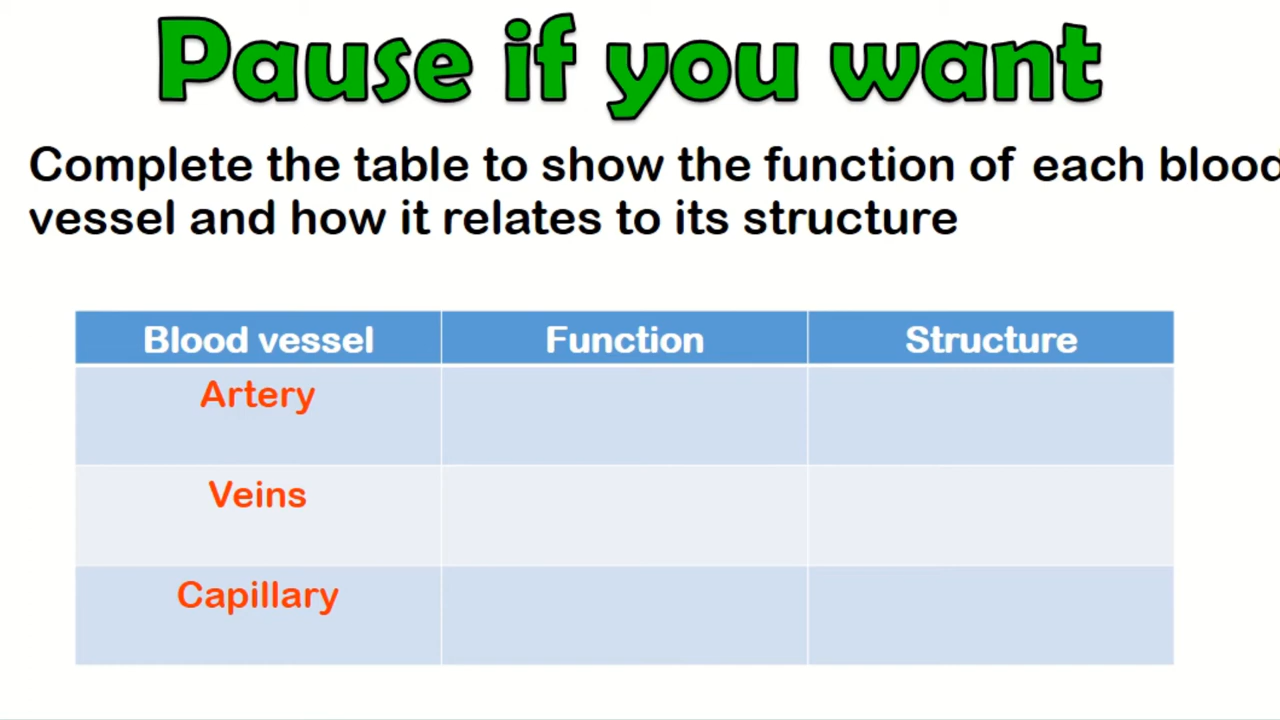 Pause if you want
Complete the table to show the function of each blood
vessel and how it relates to its structure
Blood vessel Function Structure
Artery
Veins
Capillary